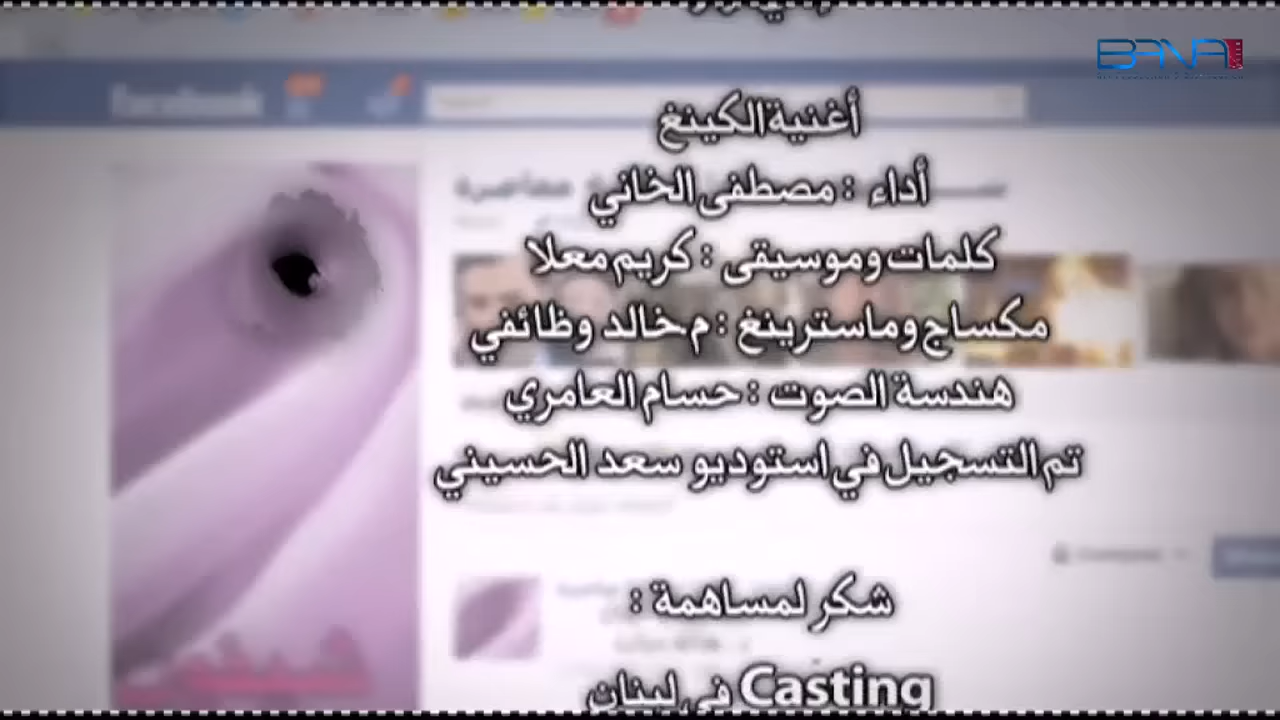 BANA
أغنية الكينغ
أداء : مصطفى الخاني
كلمات وموسيقى : كريم معلا
مكساج وماسترينغ : م.خالد وظائفي
هندسة الصوت : حسام العامري
تم التسجيل في استوديو سعد الحسيني
شكر لمساهمة :
Casting في لبنان